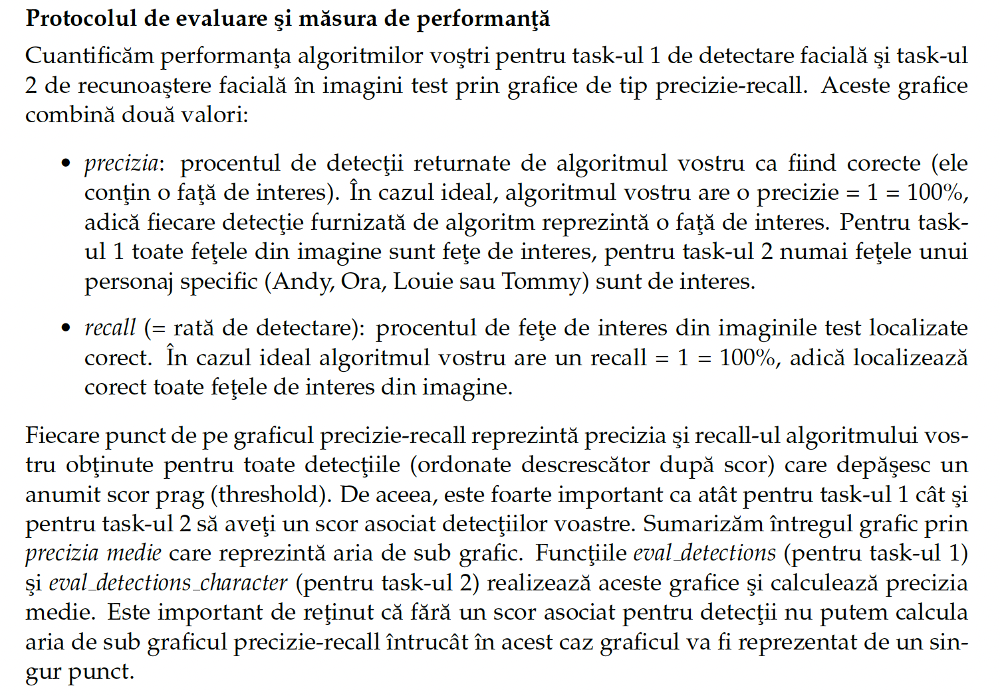 Protocolul de evaluare şi măsura de performanţă
Cuantificăm performanţa algoritmilor voştri pentru task-ul 1 de detectare facială şi task-ul
2 de recunoaştere facială în imagini test prin grafice de tip precizie-recall. Aceste grafice
combină două valori:
• precizia: procentul de detecţii returnate de algoritmul vostru ca fiind corecte (ele
conţin o faţă de interes). În cazul ideal, algoritmul vostru are o precizie = 1 = 100%,
adică fiecare detecţie furnizată de algoritm reprezintă o faţă de interes. Pentru task-
ul 1 toate feţele din imagine sunt feţe de interes, pentru task-ul 2 numai feţele unui
personaj specific (Andy, Ora, Louie sau Tommy) sunt de interes.
• recall (= rată de detectare): procentul de feţe de interes din imaginile test localizate
corect. În cazul ideal algoritmul vostru are un recall = 1 = 100%, adică localizează
corect toate feţele de interes din imagine.
Fiecare punct de pe graficul precizie-recall reprezintă precizia şi recall-ul algoritmului vos-
tru obţinute pentru toate detecţiile (ordonate descrescător după scor) care depăşesc un
anumit scor prag (threshold). De aceea, este foarte important ca atât pentru task-ul 1 cât şi
pentru task-ul 2 să aveţi un scor asociat detecţiilor voastre. Sumarizăm întregul grafic prin
precizia medie care reprezintă aria de sub grafic. Funcţiile eval_detections (pentru task-ul 1)
şi eval_detections_character (pentru task-ul 2) realizează aceste grafice şi calculează precizia
medie. Este important de reţinut că fără un scor asociat pentru detecţii nu putem calcula
aria de sub graficul precizie-recall întrucât în acest caz graficul va fi reprezentat de un sin-
gur punct.